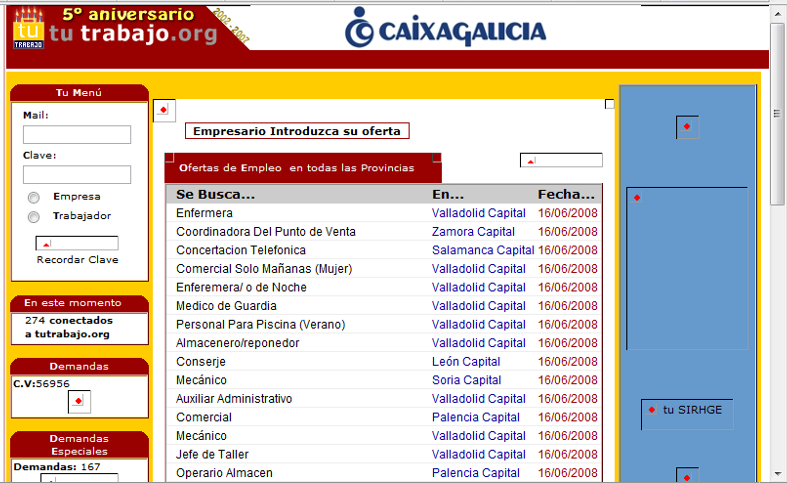 5º aniversario
2002-2007
tu
TRABAJO
tu trabajo.org
CAIXAGALICIA
Tu Menú
Mail:
Clave:
Empresa
Trabajador
Recordar Clave
En este momento
274 conectados
a tutrabajo.org
Demandas
C.V:56956
Demandas
Especiales
Demandas: 167
Empresario Introduzca su oferta
Ofertas de Empleo en todas las Provincias
Se Busca... En... Fecha...
Enfermera Valladolid Capital 16/06/2008
Coordinadora Del Punto de Venta Zamora Capital 16/06/2008
Concertacion Telefonica Salamanca Capital 16/06/2008
Comercial Solo Mañanas (Mujer) Valladolid Capital 16/06/2008
Enferemera/ o de Noche Valladolid Capital 16/06/2008
Medico de Guardia Valladolid Capital 16/06/2008
Personal Para Piscina (Verano) Valladolid Capital 16/06/2008
Almacenero/reponedor Valladolid Capital 16/06/2008
Conserje León Capital 16/06/2008
Mecánico Soria Capital 16/06/2008
Auxiliar Administrativo Valladolid Capital 16/06/2008
Comercial Palencia Capital 16/06/2008
Mecánico Valladolid Capital 16/06/2008
Jefe de Taller Valladolid Capital 16/06/2008
Operario Almacen Palencia Capital 16/06/2008
tu SIRHGE